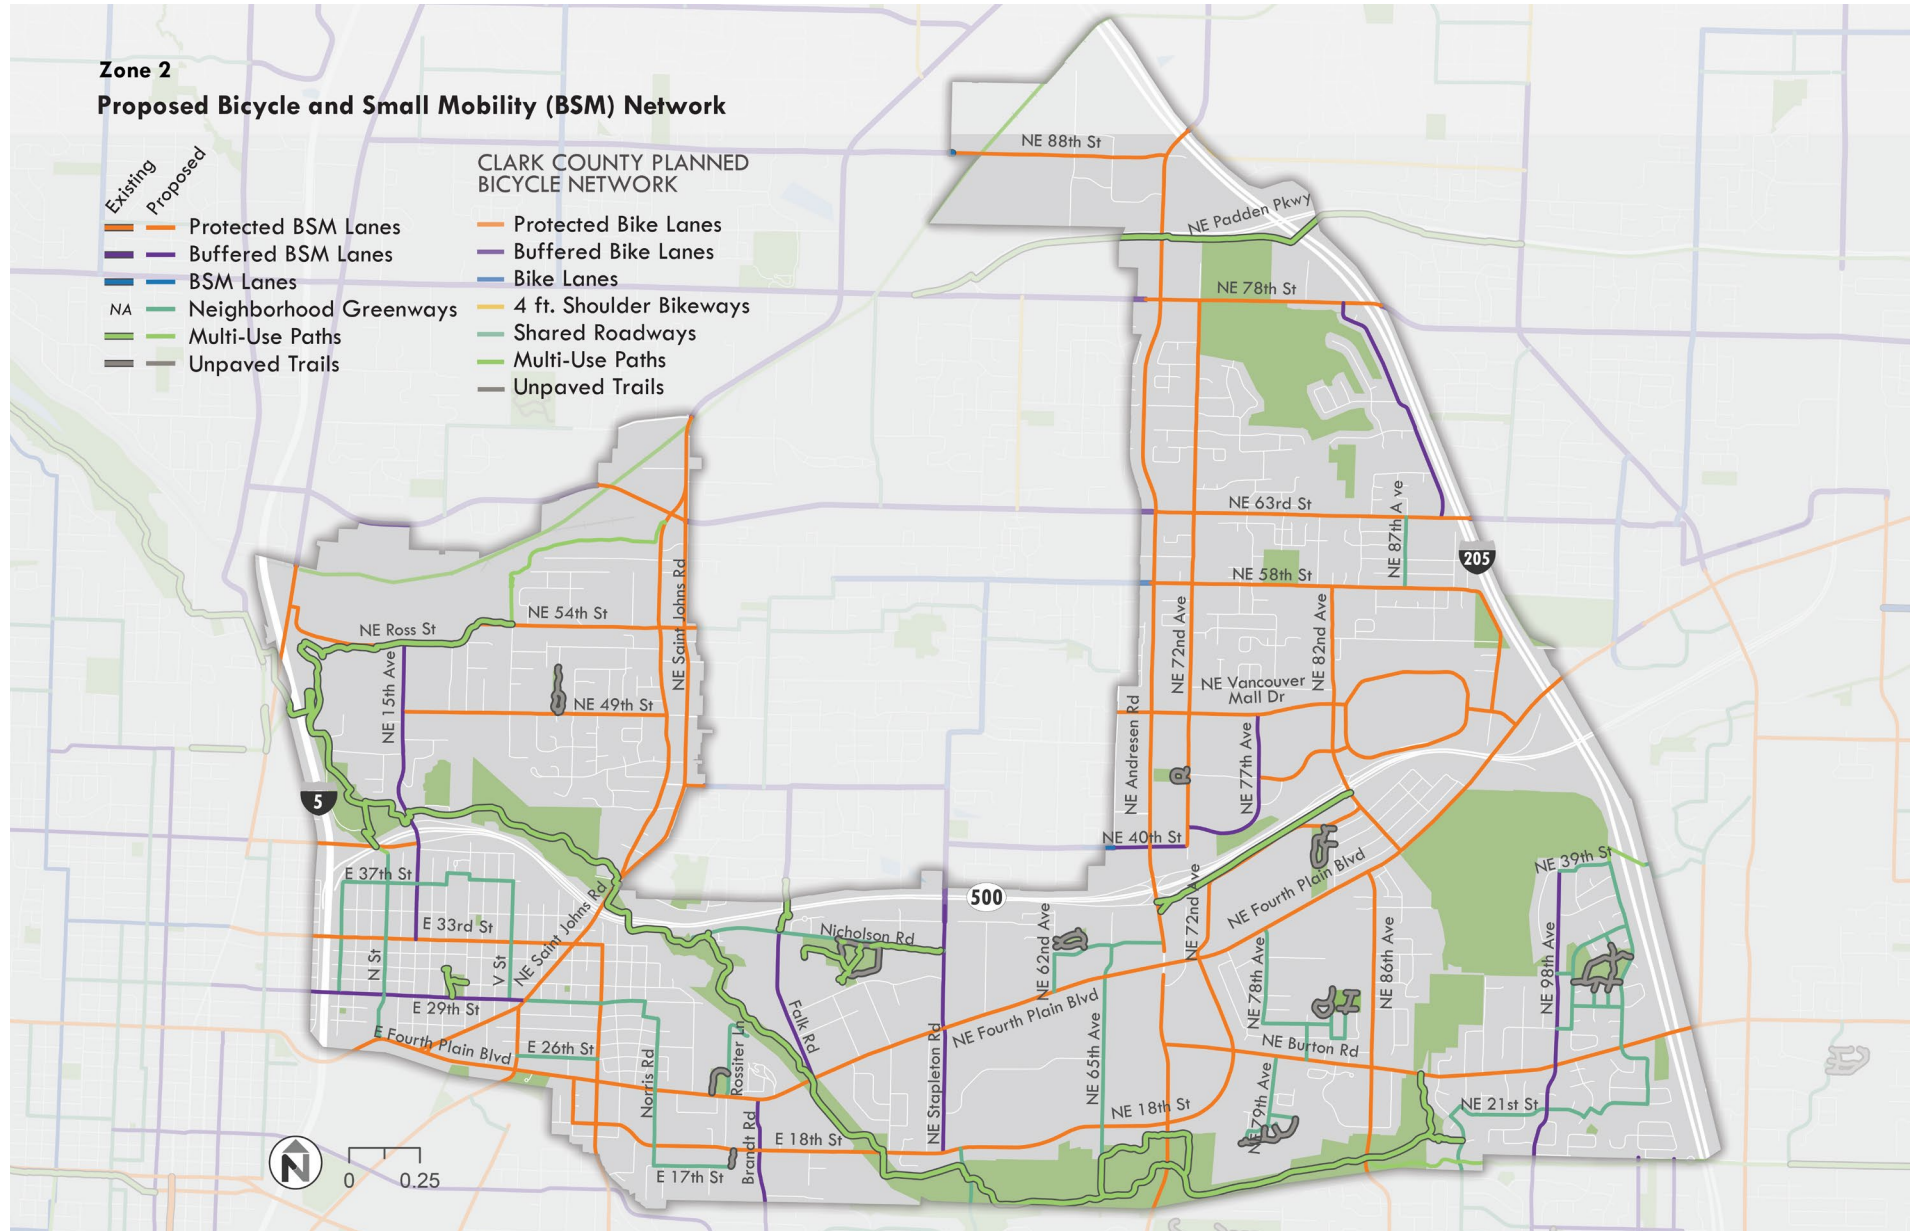 Zone 2
Proposed Bicycle and Small Mobility (BSM) Network
Existing
Proposed
Protected BSM Lanes
Buffered BSM Lanes
BSM Lanes
NA Neighborhood Greenways
Multi-Use Paths
Unpaved Trails
CLARK COUNTY PLANNED
BICYCLE NETWORK
Protected Bike Lanes
Buffered Bike Lanes
Bike Lanes
4 ft. Shoulder Bikeways
Shared Roadways
Multi-Use Paths
Unpaved Trails
NE 88th St
NE Padden Pkwy
NE 78th St
NE 63rd St
NE 87th A ve
205
NE 58th St
NE 72nd Ave
NE 82nd Ave
NE Vancouver
Mall Dr
NE Andresen Rd
NE 77th Ave
NE 40th St
NE Saint Johns Rd
NE 54th St
NE Ross St
NE 15th Ave
NE 49th St
5
E 37th St
E 33rd St
N St
V St
NE Saint Johns Rd
E 29th St
E Fourth Plain Blvd
E 26th St
Norris Rd
Rossiter Ln
Brandt Rd
E 18th St
E 17th St
Falk Rd
Nicholson Rd
500
NE Stapleton Rd
NE Fourth Plain Blvd
NE 62nd Ave
NE 65th Ave
NE 72nd Ave
NE Fourth Plain Blvd
NE 78th Ave
NE 86th Ave
NE Burton Rd
NE 79th Ave
NE 18th St
NE 39th St
NE 98th Ave
NE 21st St
N
0 0.25